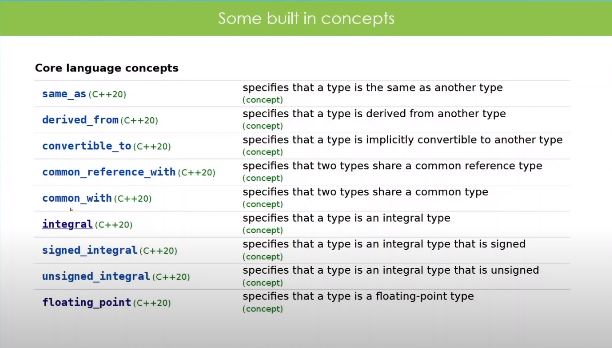 Some built in concepts
Core language concepts
same_as (C++20) specifies that a type is the same as another type
(concept)
derived_from (C++20) specifies that a type is derived from another type
(concept)
convertible_to (C++20) specifies that a type is implicitly convertible to another type
(concept)
common_reference_with (C++20) specifies that two types share a common reference type
(concept)
common_with (C++20) specifies that two types share a common type
(concept)
integral (C++20) specifies that a type is an integral type
(concept)
signed_integral (C++20) specifies that a type is an integral type that is signed
(concept)
unsigned_integral (C++20) specifies that a type is an integral type that is unsigned
(concept)
floating_point (C++20) specifies that a type is a floating-point type
(concept)